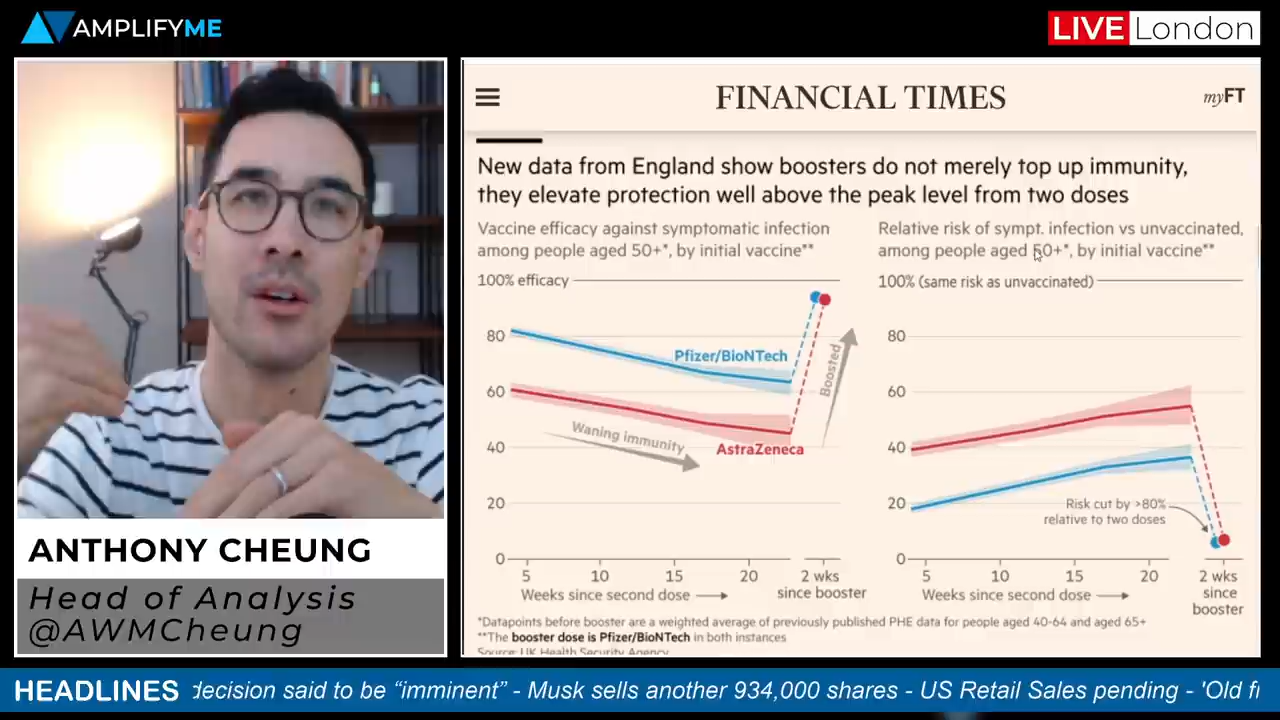 AMPLIFYME
LIVE London
FINANCIAL TIMES
myFT
New data from England show boosters do not merely top up immunity,
they elevate protection well above the peak level from two doses
Vaccine efficacy against symptomatic infection
among people aged 50+*, by initial vaccine**
100% efficacy
80
60
40
20
0
Pfizer/BioNTech
Boosted
Waning immunity
AstraZeneca
5
10
15
20
2 wks
since booster
Weeks since second dose
Relative risk of sympt. infection vs unvaccinated,
among people aged 50+*, by initial vaccine**
100% (same risk as unvaccinated)
80
60
40
20
0
Risk cut by >80%
relative to two doses
5
10
15
20
2 wks
since
booster
Weeks since second dose
*Datapoints before booster are a weighted average of previously published PHE data for people aged 40-64 and aged 65+
**The booster dose is Pfizer/BioNTech in both instances
Source: UK Health Security Agency
ANTHONY CHEUNG
Head of Analysis
@AWMCheung
HEADLINES
decision said to be “imminent” - Musk sells another 934,000 shares - US Retail Sales pending - 'Old